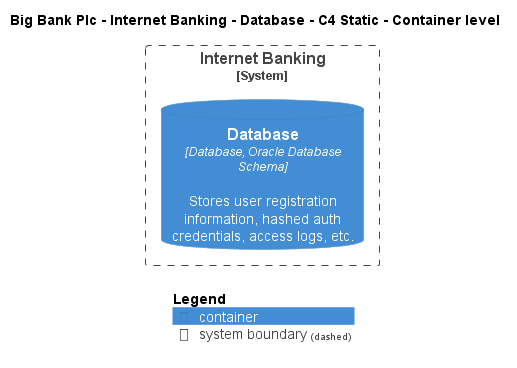 Big Bank Plc - Internet Banking - Database - C4 Static - Container level
Internet Banking
[System]
Database
[Database, Oracle Database
Schema]
Stores user registration
information, hashed auth
credentials, access logs, etc.
Legend
container
system boundary (dashed)